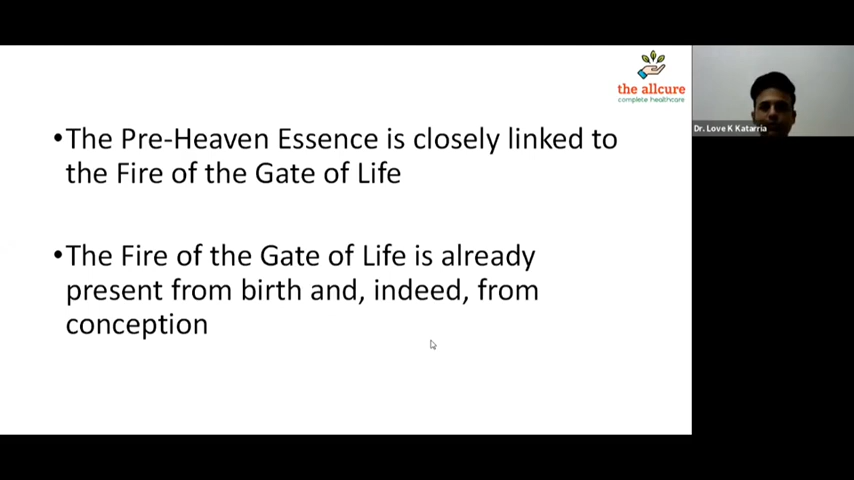 the allcure
complete healthcare
Dr. Love K Katarria
•The Pre-Heaven Essence is closely linked to
the Fire of the Gate of Life
•The Fire of the Gate of Life is already
present from birth and, indeed, from
conception